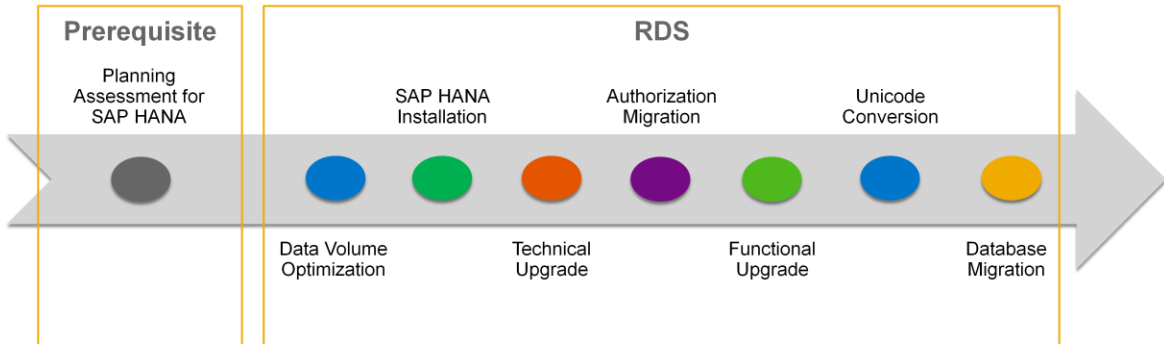 Prerequisite
Planning
Assessment for
SAP HANA
RDS
Data Volume
Optimization
SAP HANA
Installation
Technical
Upgrade
Authorization
Migration
Functional
Upgrade
Unicode
Conversion
Database
Migration